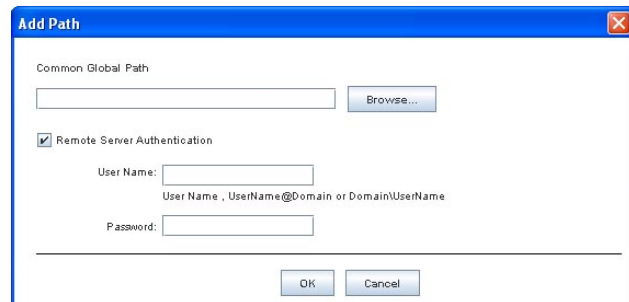 Add Path
Common Global Path
Browse...
Remote Server Authentication
User Name:
User Name , UserName@Domain or Domain\UserName
Password:
OK Cancel